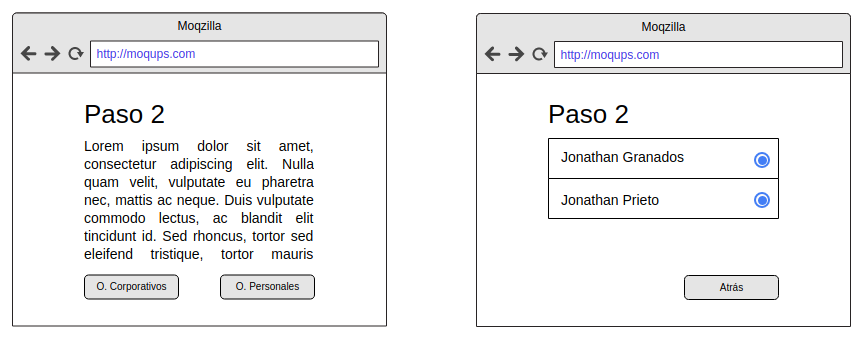 Moqzilla
http://moqups.com
Paso 2
Lorem ipsum dolor sit amet,
consectetur adipiscing elit. Nulla
quam velit, vulputate eu pharetra
nec, mattis ac neque. Duis vulputate
commodo lectus, ac blandit elit
tincidunt id. Sed rhoncus, tortor sed
eleifend tristique, tortor mauris
O. Corporativos
O. Personales
Moqzilla
http://moqups.com
Paso 2
Jonathan Granados
Jonathan Prieto
Atrás